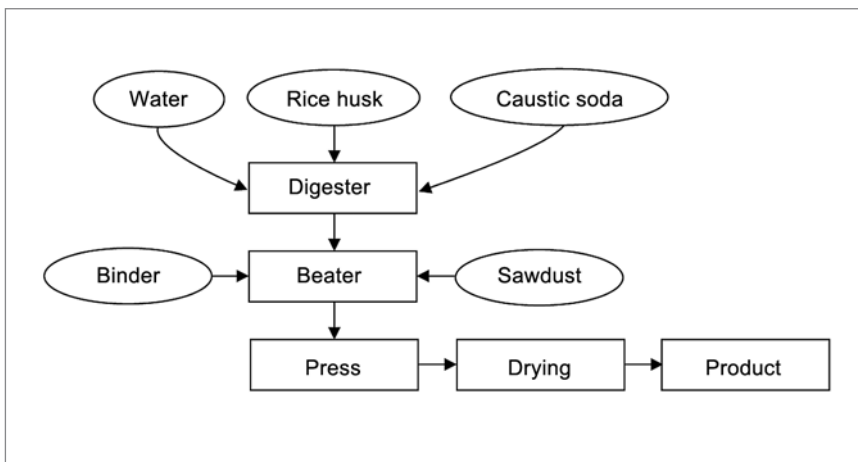 Water
Rice husk
Caustic soda
Digester
Binder
Beater
Sawdust
Press
Drying
Product